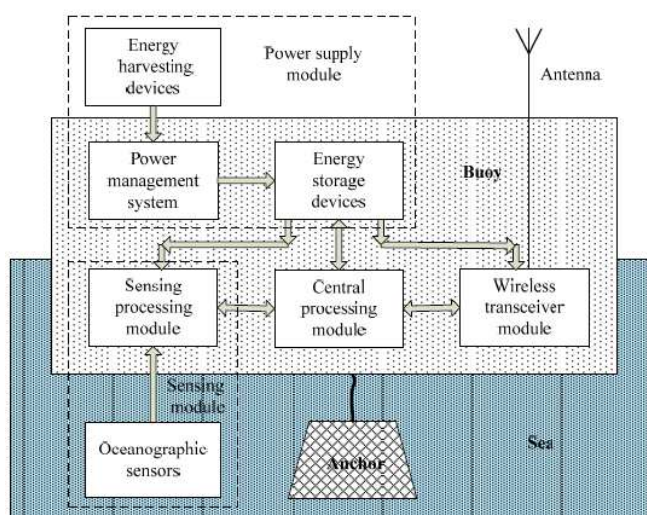 Energy
harvesting
devices
Power supply
module
Antenna
Power
management
system
Energy
storage
devices
Buoy
Sensing
processing
module
Central
processing
module
Wireless
transceiver
module
Sensing
module
Oceanographic
sensors
Anchor
Sea